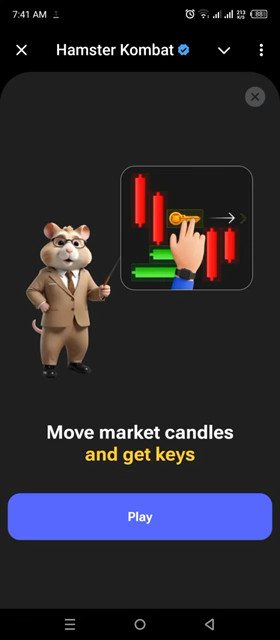 7:41 AM
Hamster Kombat
Move market candles
and get keys
Play